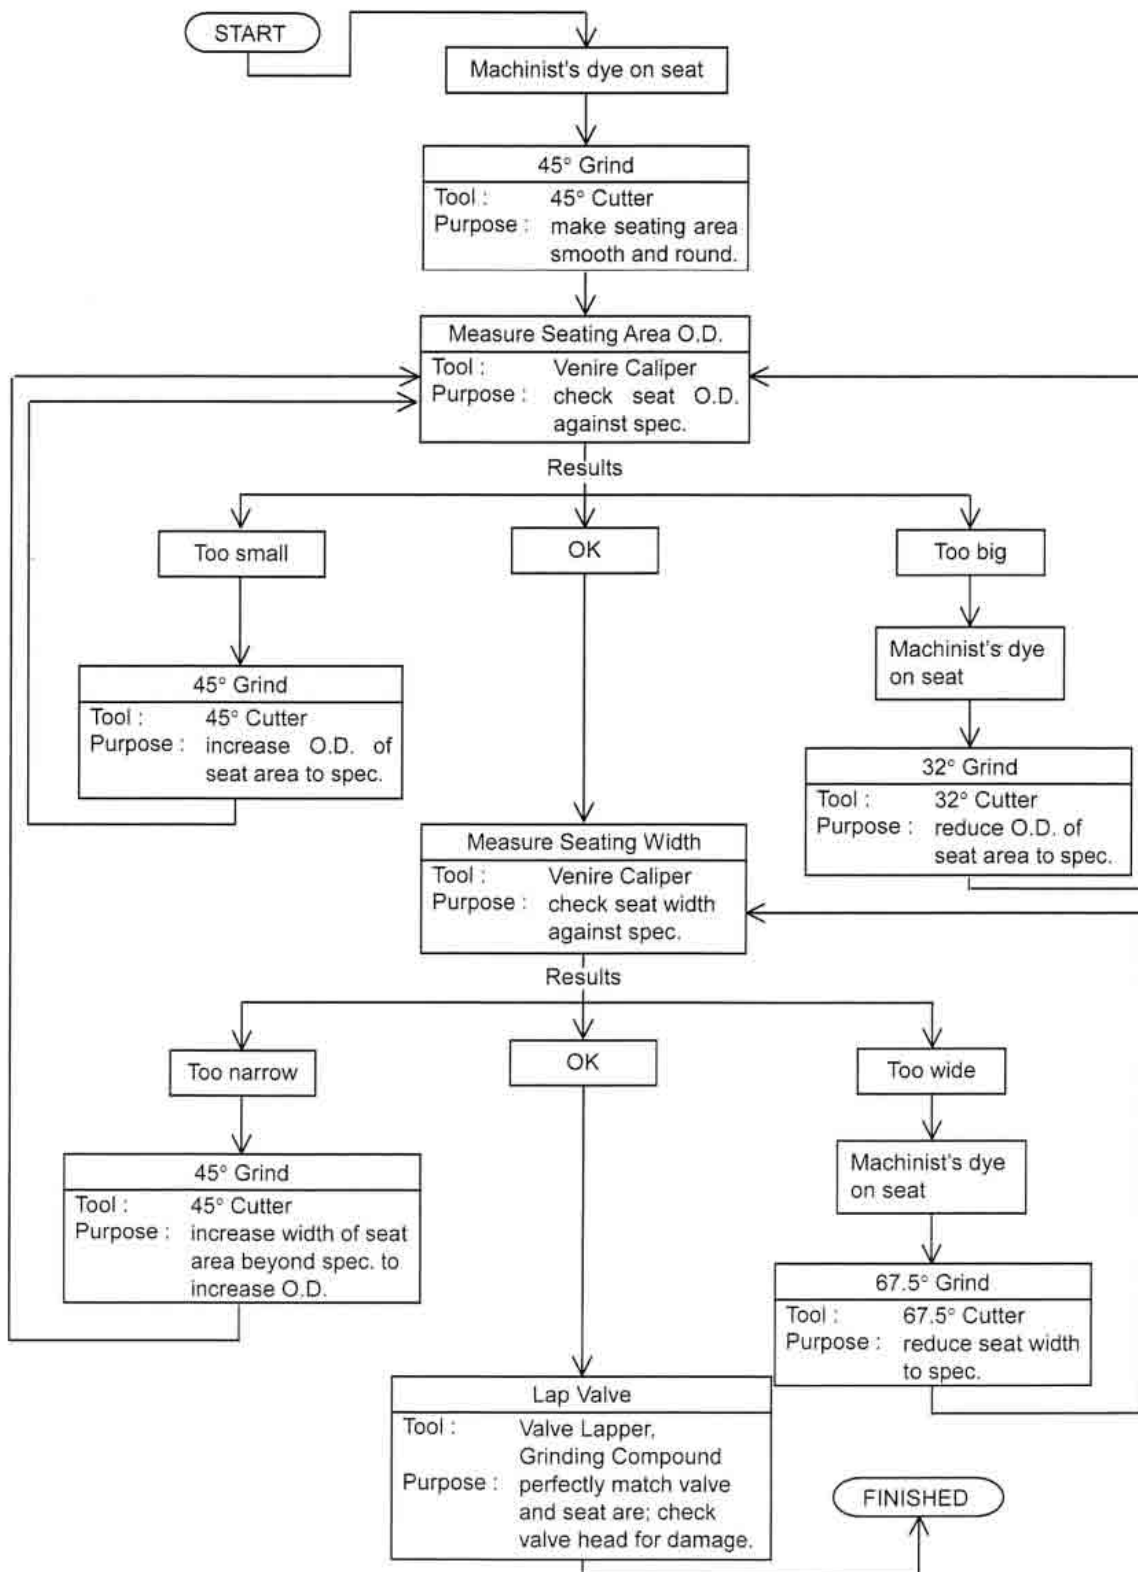 START
Machinist's dye on seat
45° Grind
Tool : 45° Cutter
Purpose : make seating area
smooth and round.
Measure Seating Area O.D.
Tool : Venire Caliper
Purpose : check seat O.D.
against spec.
Results
Too small
OK
Too big
Machinist's dye
on seat
45° Grind
Tool : 45° Cutter
Purpose : increase O.D. of
seat area to spec.
32° Grind
Tool : 32° Cutter
Purpose : reduce O.D. of
seat area to spec.
Measure Seating Width
Tool : Venire Caliper
Purpose : check seat width
against spec.
Results
Too narrow
OK
Too wide
45° Grind
Tool : 45° Cutter
Purpose : increase width of seat
area beyond spec. to
increase O.D.
Machinist's dye
on seat
67.5° Grind
Tool : 67.5° Cutter
Purpose : reduce seat width
to spec.
Lap Valve
Tool : Valve Lapper,
Grinding Compound
Purpose : perfectly match valve
and seat are; check
valve head for damage.
FINISHED